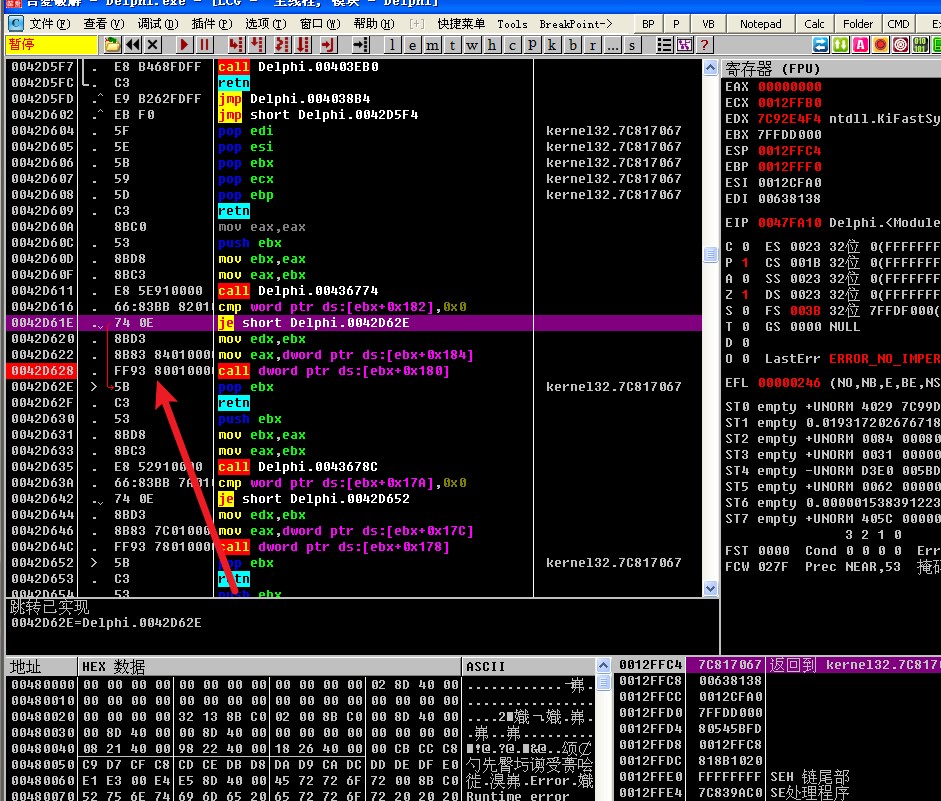 吾爱破解 - Delphi.exe - [LCG - 主线程, 模块 - Delphi]
文件(F) 查看(V) 调试(D) 插件(P) 选项(T) 窗口(W) 帮助(H) [+] 快捷菜单 Tools BreakPoint-> BP P VB Notepad Calc Folder CMD
暂停 l e m t w h c p k b r ... s ?
0042D5F7 . E8 B468FDFF call Delphi.00403EB0
0042D5FC . C3 retn
0042D5FD .^ E9 B262FDFF jmp Delphi.004038B4
0042D602 .^ EB F0 jmp short Delphi.0042D5F4
0042D604 . 5F pop edi kernel32.7C817067
0042D605 . 5E pop esi kernel32.7C817067
0042D606 . 5B pop ebx kernel32.7C817067
0042D607 . 59 pop ecx kernel32.7C817067
0042D608 . 5D pop ebp kernel32.7C817067
0042D609 . C3 retn
0042D60A 8BC0 mov eax,eax
0042D60C . 53 push ebx
0042D60D . 8BD8 mov ebx,eax
0042D60F . 8BC3 mov eax,ebx
0042D611 . E8 5E910000 call Delphi.00436774
0042D616 . 66:83BB 82010 cmp word ptr ds:[ebx+0x182],0x0
0042D61E .v 74 0E je short Delphi.0042D62E
0042D620 . 8BD3 mov edx,ebx
0042D622 . 8B83 84010000 mov eax,dword ptr ds:[ebx+0x184]
0042D628 . FF93 80010000 call dword ptr ds:[ebx+0x180]
0042D62E > 5B pop ebx kernel32.7C817067
0042D62F . C3 retn
0042D630 . 53 push ebx
0042D631 . 8BD8 mov ebx,eax
0042D633 . 8BC3 mov eax,ebx
0042D635 . E8 52910000 call Delphi.0043678C
0042D63A . 66:83BB 7A010 cmp word ptr ds:[ebx+0x17A],0x0
0042D642 .v 74 0E je short Delphi.0042D652
0042D644 . 8BD3 mov edx,ebx
0042D646 . 8B83 7C010000 mov eax,dword ptr ds:[ebx+0x17C]
0042D64C . FF93 78010000 call dword ptr ds:[ebx+0x178]
0042D652 > 5B pop ebx kernel32.7C817067
0042D653 . C3 retn
0042D654 . 53 push ebx
跳转已实现
0042D62E=Delphi.0042D62E
寄存器 (FPU)
EAX 00000000
ECX 0012FFB0
EDX 7C92E4F4 ntdll.KiFastSy
EBX 7FFDD000
ESP 0012FFC4
EBP 0012FFF0
ESI 0012CFA0
EDI 00638138
EIP 0047FA10 Delphi.<Module
C 0 ES 0023 32位 0(FFFFFFF
P 1 CS 001B 32位 0(FFFFFFF
A 0 SS 0023 32位 0(FFFFFFF
Z 1 DS 0023 32位 0(FFFFFFF
S 0 FS 003B 32位 7FFDF000(
T 0 GS 0000 NULL
D 0
O 0 LastErr ERROR_NO_IMPER
EFL 00000246 (NO,NB,E,BE,NS
ST0 empty +UNORM 4029 7C99D
ST1 empty 0.019317202676718
ST2 empty +UNORM 0084 00080
ST3 empty +UNORM 0031 00000
ST4 empty -UNORM D3E0 005BD
ST5 empty +UNORM 0062 00000
ST6 empty 0.000001538391223
ST7 empty +UNORM 405C 00000
3 2 1 0
FST 0000 Cond 0 0 0 0 Err
FCW 027F Prec NEAR,53 掩码
地址 HEX 数据 ASCII
00480000 00 00 00 00 00 00 00 00 00 00 00 00 02 8D 40 00
00480010 00 00 00 00 00 00 00 00 00 00 00 00 00 00 00 00
00480020 00 00 00 00 32 13 8B C0 02 00 8B C0 00 8D 40 00
00480030 00 8D 40 00 00 8D 40 00 00 00 00 00 00 00 00 00
00480040 08 21 40 00 98 22 40 00 18 26 40 00 00 CB CC C8
00480050 C9 D7 CF C8 CD CE DB D8 DA D9 CA DC DD DE DF E0
00480060 E1 E3 00 E4 E5 8D 40 00 45 72 72 6F 72 00 8B C0
00480070 52 75 6E 74 69 6D 65 20 65 72 72 6F 72 20 20 20 Runtime error
0012FFC4 7C817067 返回到 kernel32.7C817
0012FFC8 00638138
0012FFCC 0012CFA0
0012FFD0 7FFDD000
0012FFD4 80545BFD
0012FFD8 0012FFC8
0012FFDC 818B1020
0012FFE0 FFFFFFFF SEH 链尾部
0012FFE4 7C839AC0 SE处理程序